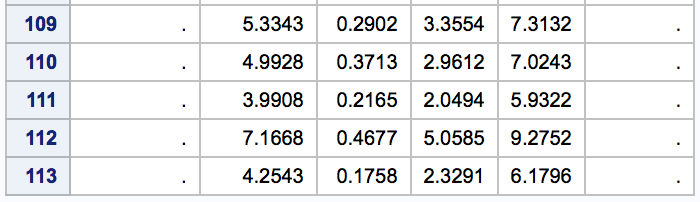 109 . 5.3343 0.2902 3.3554 7.3132 .
110 . 4.9928 0.3713 2.9612 7.0243 .
111 . 3.9908 0.2165 2.0494 5.9322 .
112 . 7.1668 0.4677 5.0585 9.2752 .
113 . 4.2543 0.1758 2.3291 6.1796 .